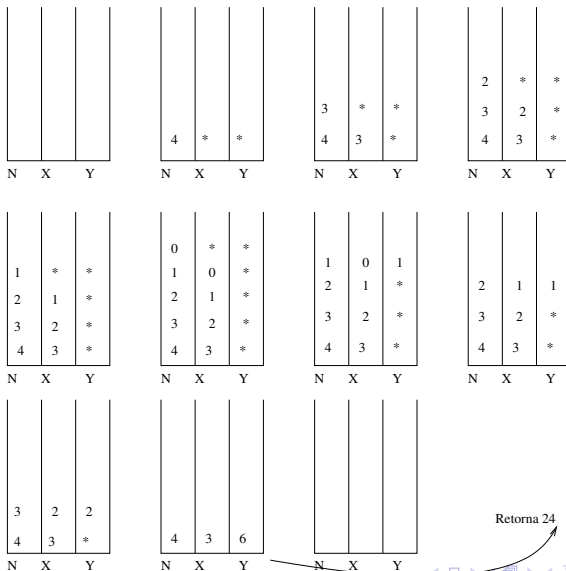 4 * *
N X Y
N X Y
3 * *
4 3 *
N X Y
2 * *
3 2 *
4 3 *
N X Y
1 * *
2 1 *
3 2 *
4 3 *
N X Y
0 * *
1 0 *
2 1 *
3 2 *
4 3 *
N X Y
1 0 1
2 1 *
3 2 *
4 3 *
N X Y
2 1 1
3 2 *
4 3 *
N X Y
3 2 2
4 3 *
N X Y
4 3 6
N X Y
N X Y
Retorna 24